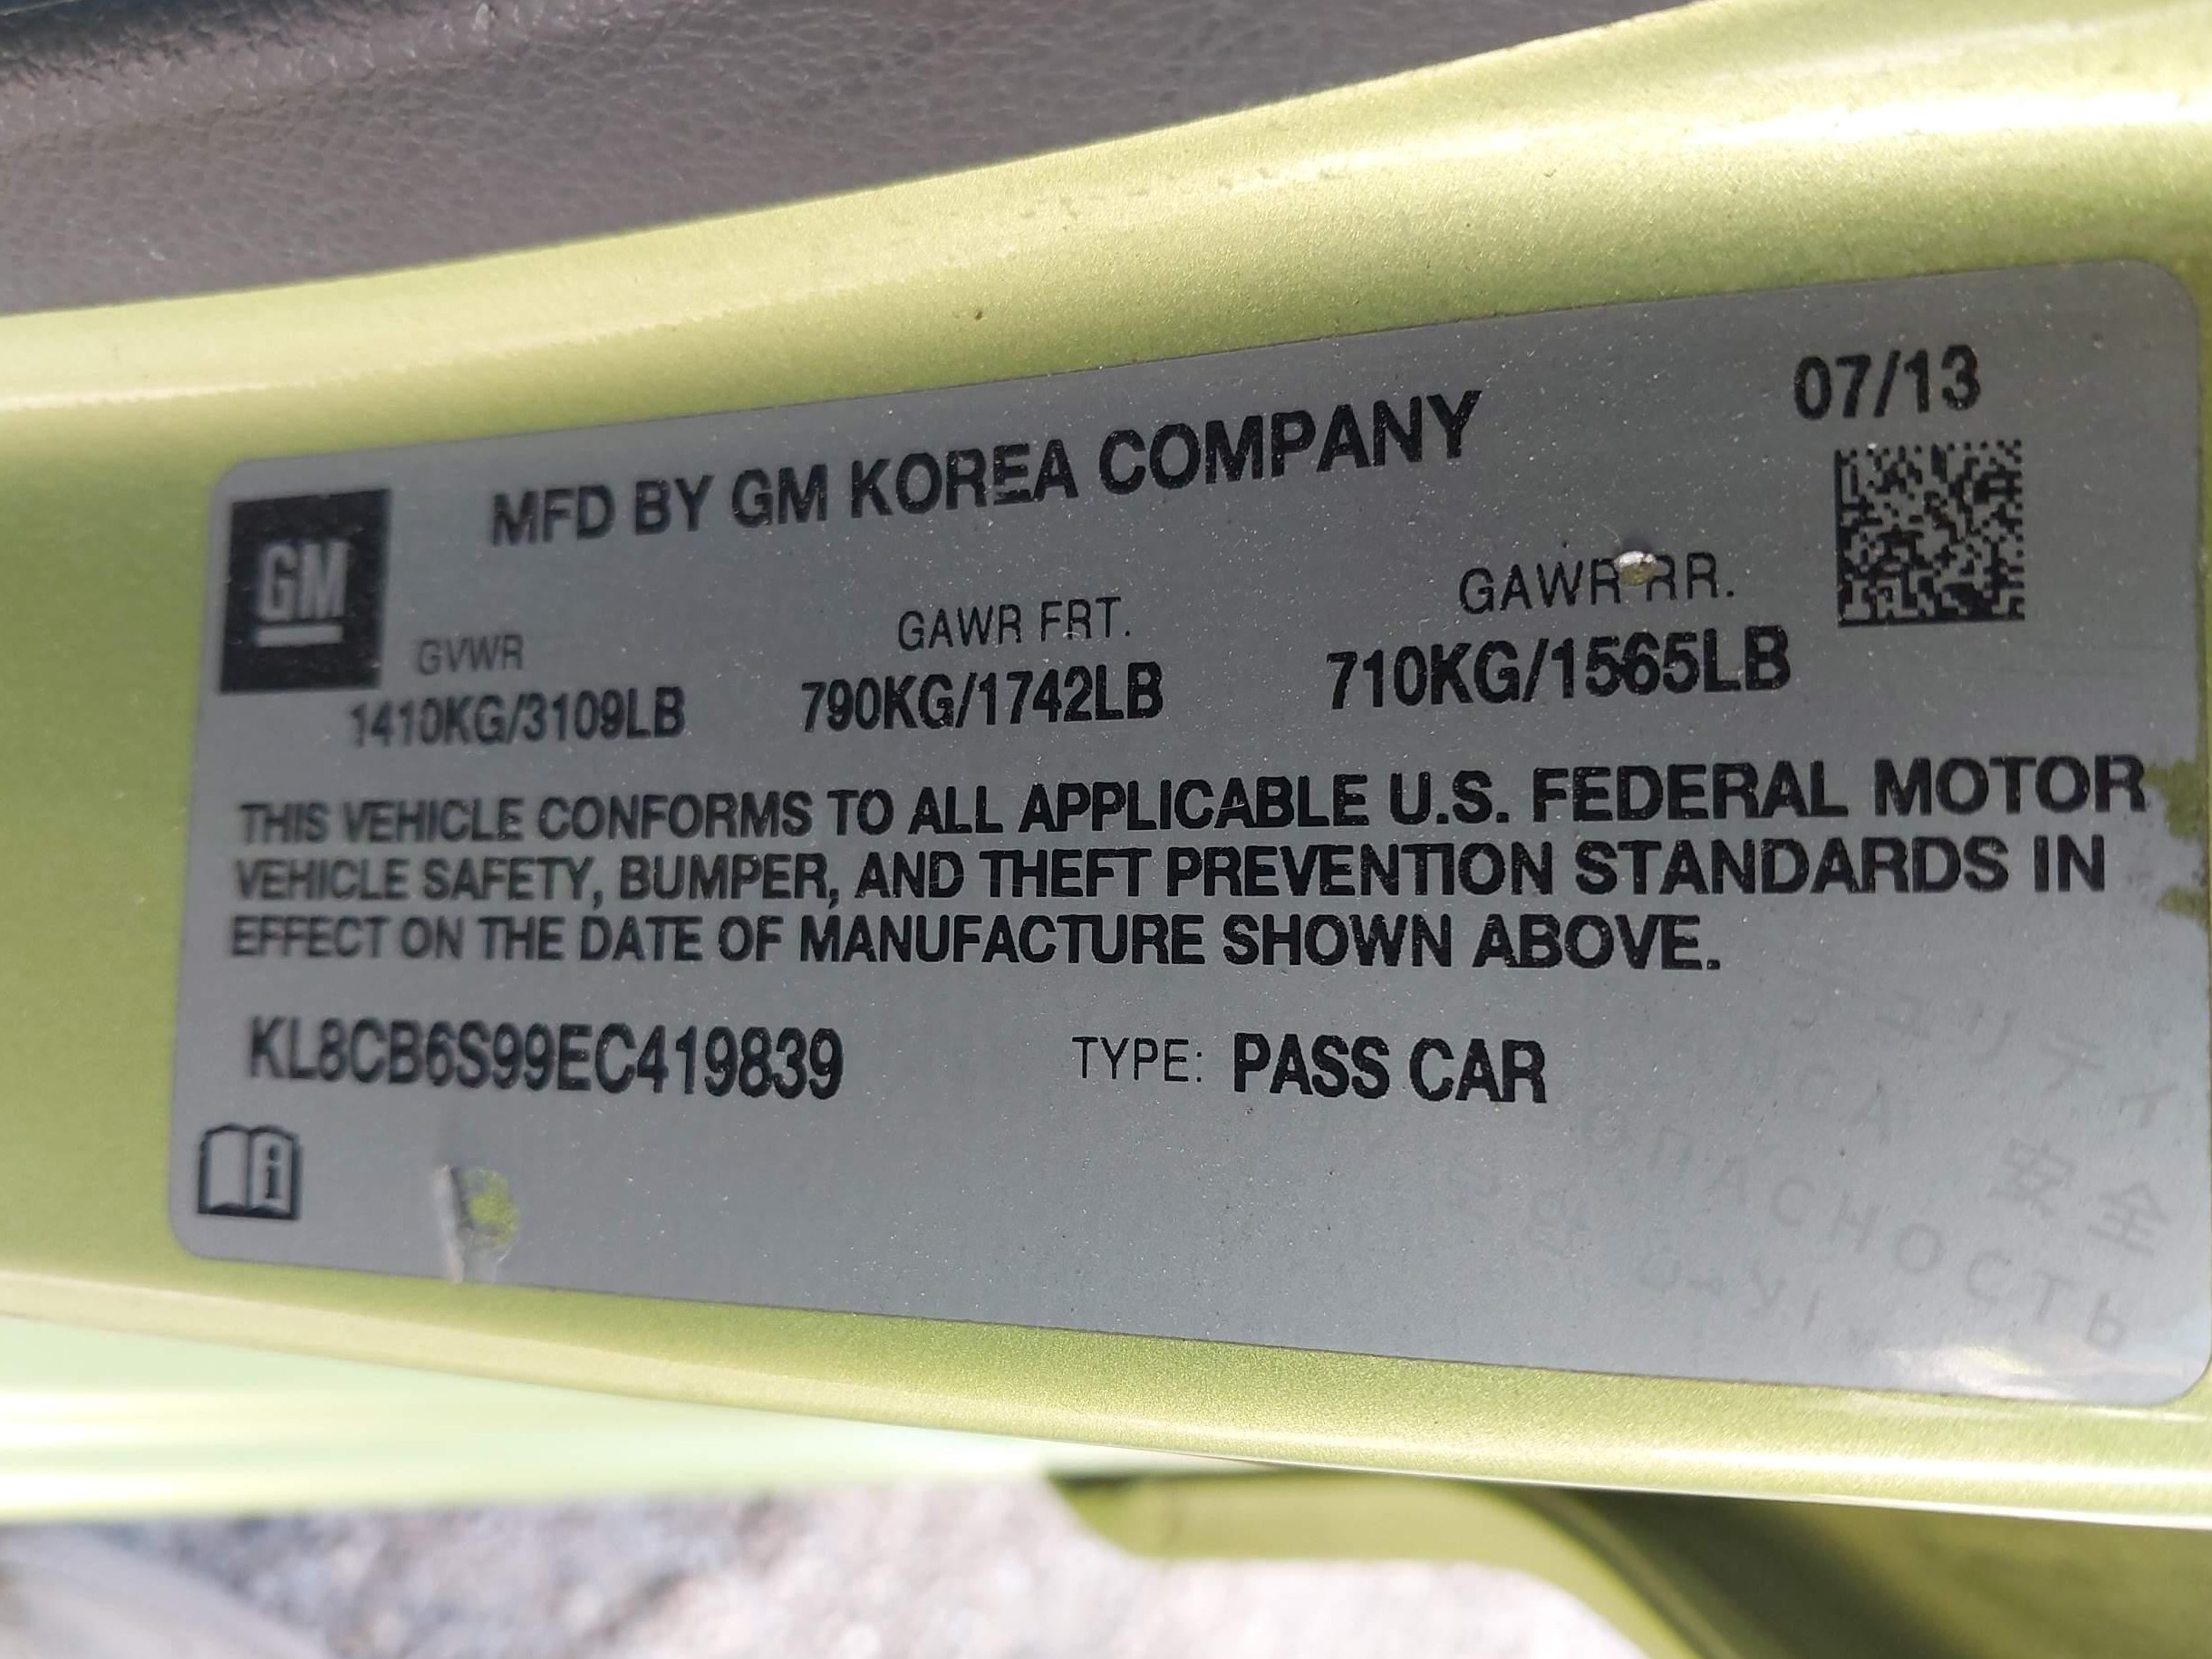 07/13
MFD BY GM KOREA COMPANY
GM
GVWR GAWR FRT. GAWR RR.
1410KG/3109LB 790KG/1742LB 710KG/1565LB
THIS VEHICLE CONFORMS TO ALL APPLICABLE U.S. FEDERAL MOTOR
VEHICLE SAFETY, BUMPER, AND THEFT PREVENTION STANDARDS IN
EFFECT ON THE DATE OF MANUFACTURE SHOWN ABOVE.
KL8CB6S99EC419839 TYPE: PASS CAR
i
安全